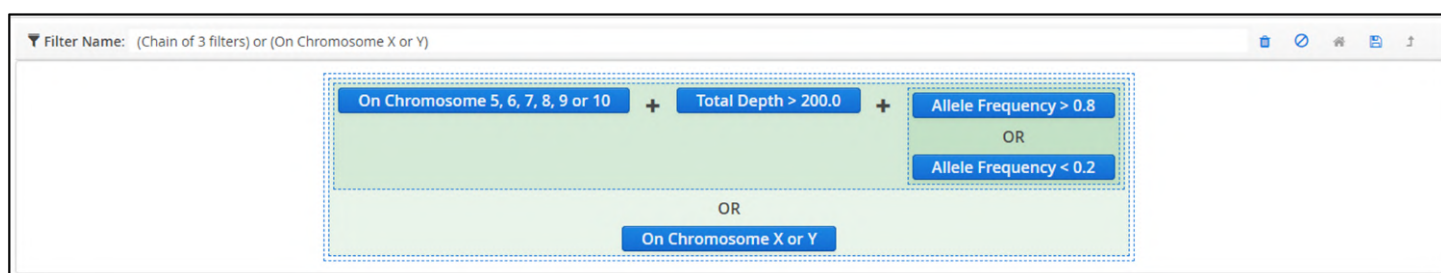 Filter Name: (Chain of 3 filters) or (On Chromosome X or Y)
On Chromosome 5, 6, 7, 8, 9 or 10 + Total Depth > 200.0 + Allele Frequency > 0.8
OR
Allele Frequency < 0.2
OR
On Chromosome X or Y